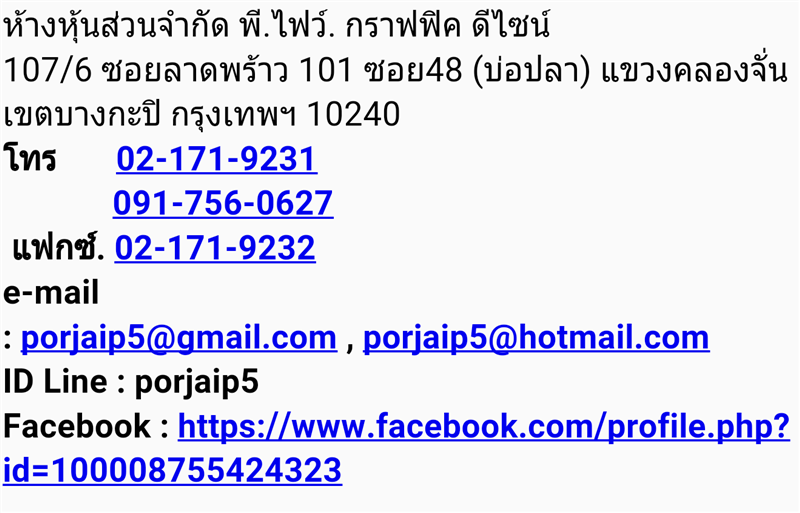 ห้างหุ้นส่วนจำกัด พี.ไฟว์. กราฟฟิค ดีไซน์
107/6 ซอยลาดพร้าว 101 ซอย48 (บ่อปลา) แขวงคลองจั่น
เขตบางกะปิ กรุงเทพฯ 10240
โทร 02-171-9231
091-756-0627
แฟกซ์. 02-171-9232
e-mail
: porjaip5@gmail.com , porjaip5@hotmail.com
ID Line : porjaip5
Facebook : https://www.facebook.com/profile.php?
id=100008755424323